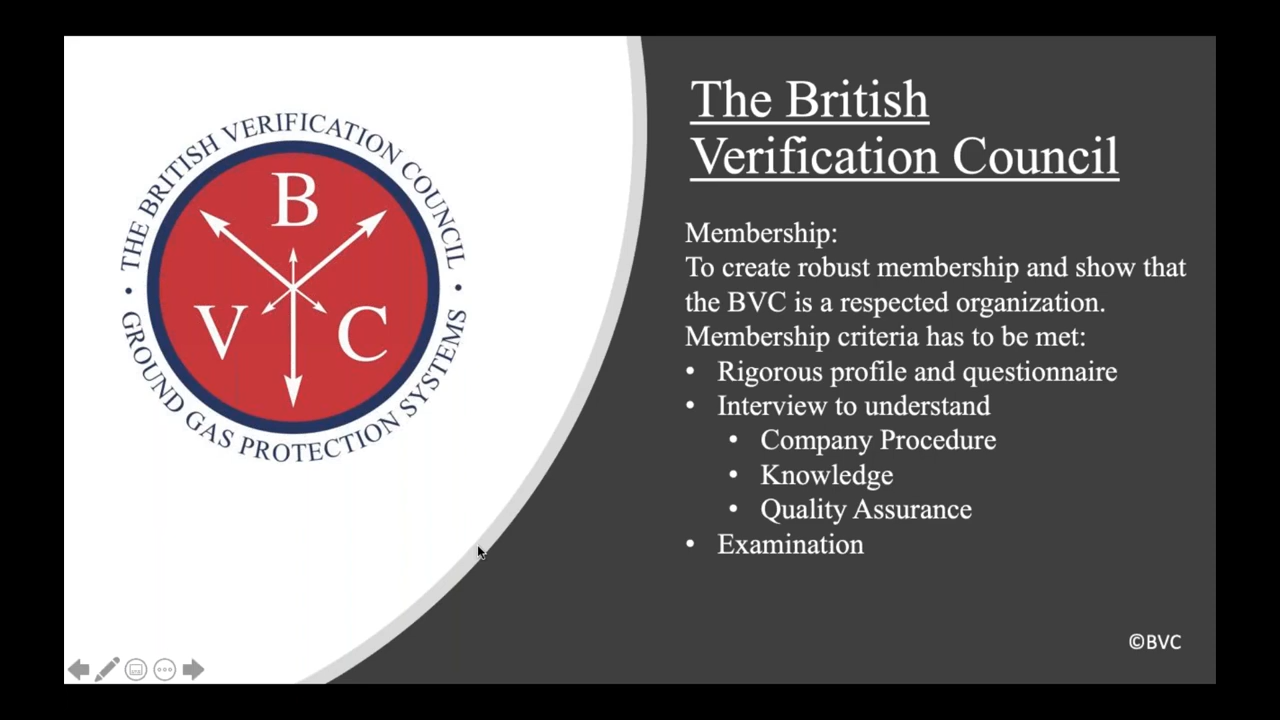 • THE BRITISH VERIFICATION COUNCIL •
GROUND GAS PROTECTION SYSTEMS
B
V C
The British
Verification Council
Membership:
To create robust membership and show that
the BVC is a respected organization.
Membership criteria has to be met:
• Rigorous profile and questionnaire
• Interview to understand
• Company Procedure
• Knowledge
• Quality Assurance
• Examination
©BVC